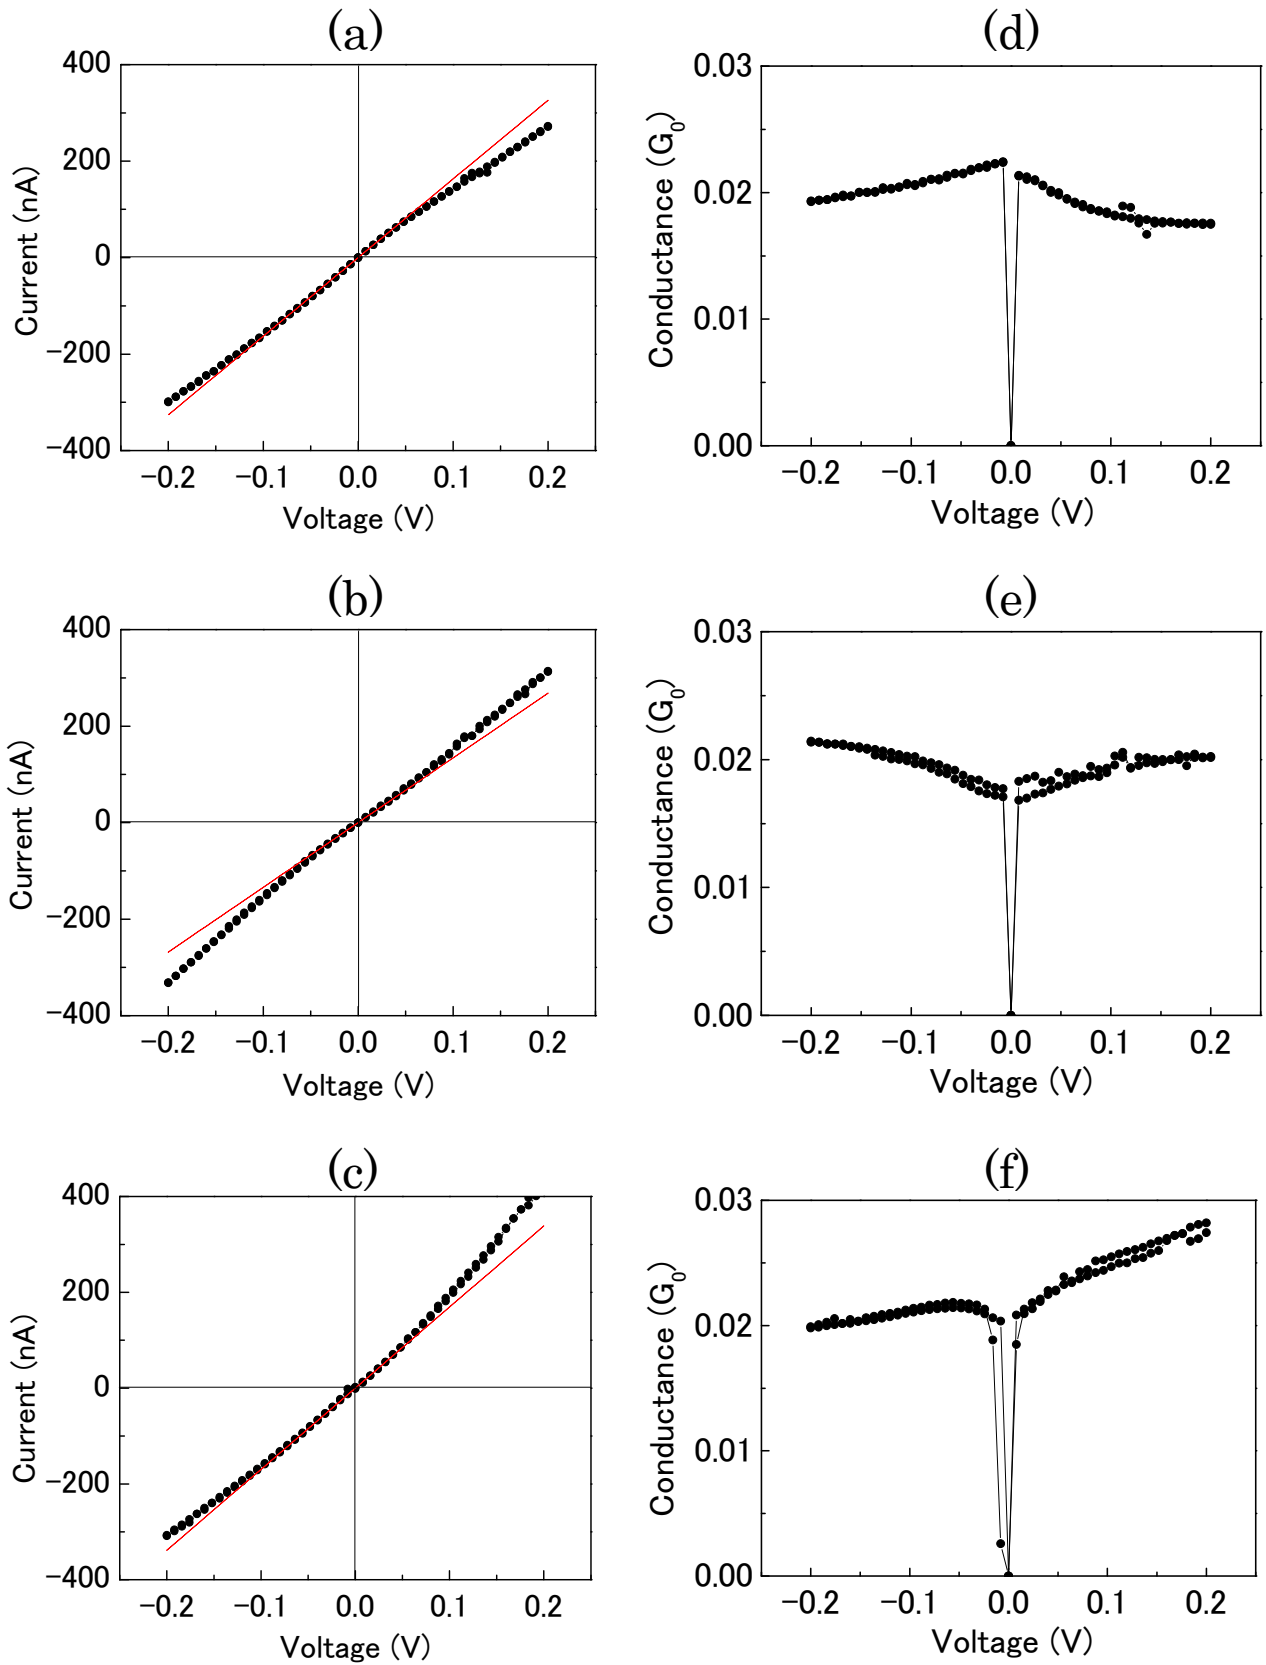 (a)
400
200
0
−200
−400
Current (nA)
−0.2 −0.1 0.0 0.1 0.2
Voltage (V)
(d)
0.03
0.02
0.01
0.00
Conductance (G0)
−0.2 −0.1 0.0 0.1 0.2
Voltage (V)
(b)
400
200
0
−200
−400
Current (nA)
−0.2 −0.1 0.0 0.1 0.2
Voltage (V)
(e)
0.03
0.02
0.01
0.00
Conductance (G0)
−0.2 −0.1 0.0 0.1 0.2
Voltage (V)
(c)
400
200
0
−200
−400
Current (nA)
−0.2 −0.1 0.0 0.1 0.2
Voltage (V)
(f)
0.03
0.02
0.01
0.00
Conductance (G0)
−0.2 −0.1 0.0 0.1 0.2
Voltage (V)